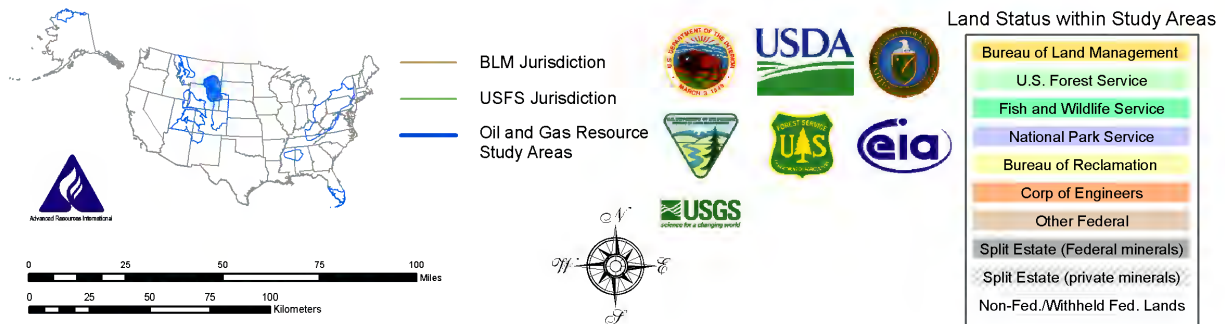 BLM Jurisdiction
USFS Jurisdiction
Oil and Gas Resource
Study Areas
Advanced Resources International
0 25 50 75 100
Miles
0 25 50 75 100
Kilometers
U.S. DEPARTMENT OF THE INTERIOR
MARCH 3, 1849
USDA
FOREST SERVICE
US
eia
USGS
science for a changing world
N
W E
S
Land Status within Study Areas
Bureau of Land Management
U.S. Forest Service
Fish and Wildlife Service
National Park Service
Bureau of Reclamation
Corp of Engineers
Other Federal
Split Estate (Federal minerals)
Split Estate (private minerals)
Non-Fed./Withheld Fed. Lands